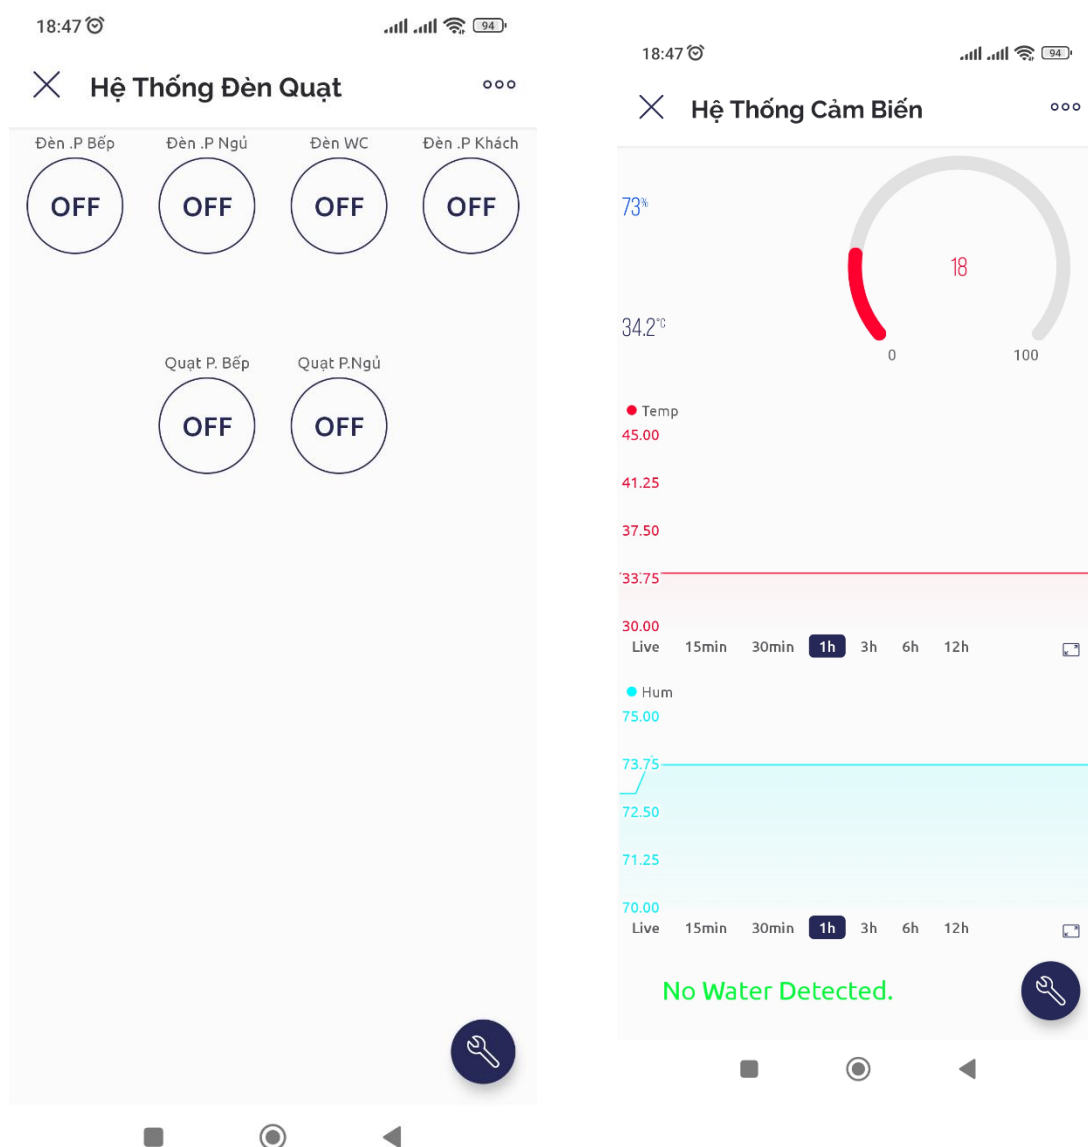 18:47
94
Hệ Thống Đèn Quạt
Đèn .P Bếp Đèn .P Ngủ Đèn WC Đèn .P Khách
OFF OFF OFF OFF
Quạt P. Bếp Quạt P.Ngủ
OFF OFF
18:47
94
Hệ Thống Cảm Biến
73%
18
34.2°C
0 100
Temp
45.00
41.25
37.50
33.75
30.00
Live 15min 30min 1h 3h 6h 12h
Hum
75.00
73.75
72.50
71.25
70.00
Live 15min 30min 1h 3h 6h 12h
No Water Detected.